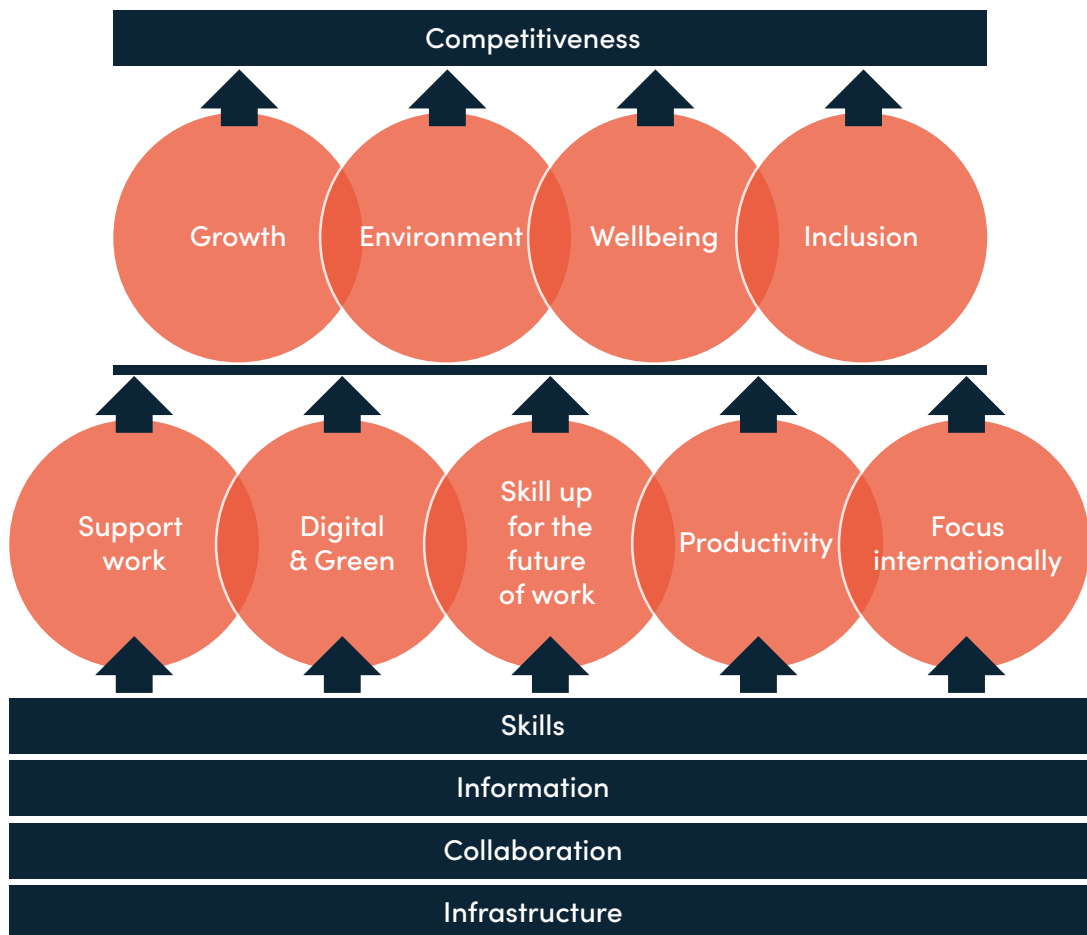 Competitiveness
Growth
Environment
Wellbeing
Inclusion
Support
work
Digital
& Green
Skill up
for the
future
of work
Productivity
Focus
internationally
Skills
Information
Collaboration
Infrastructure